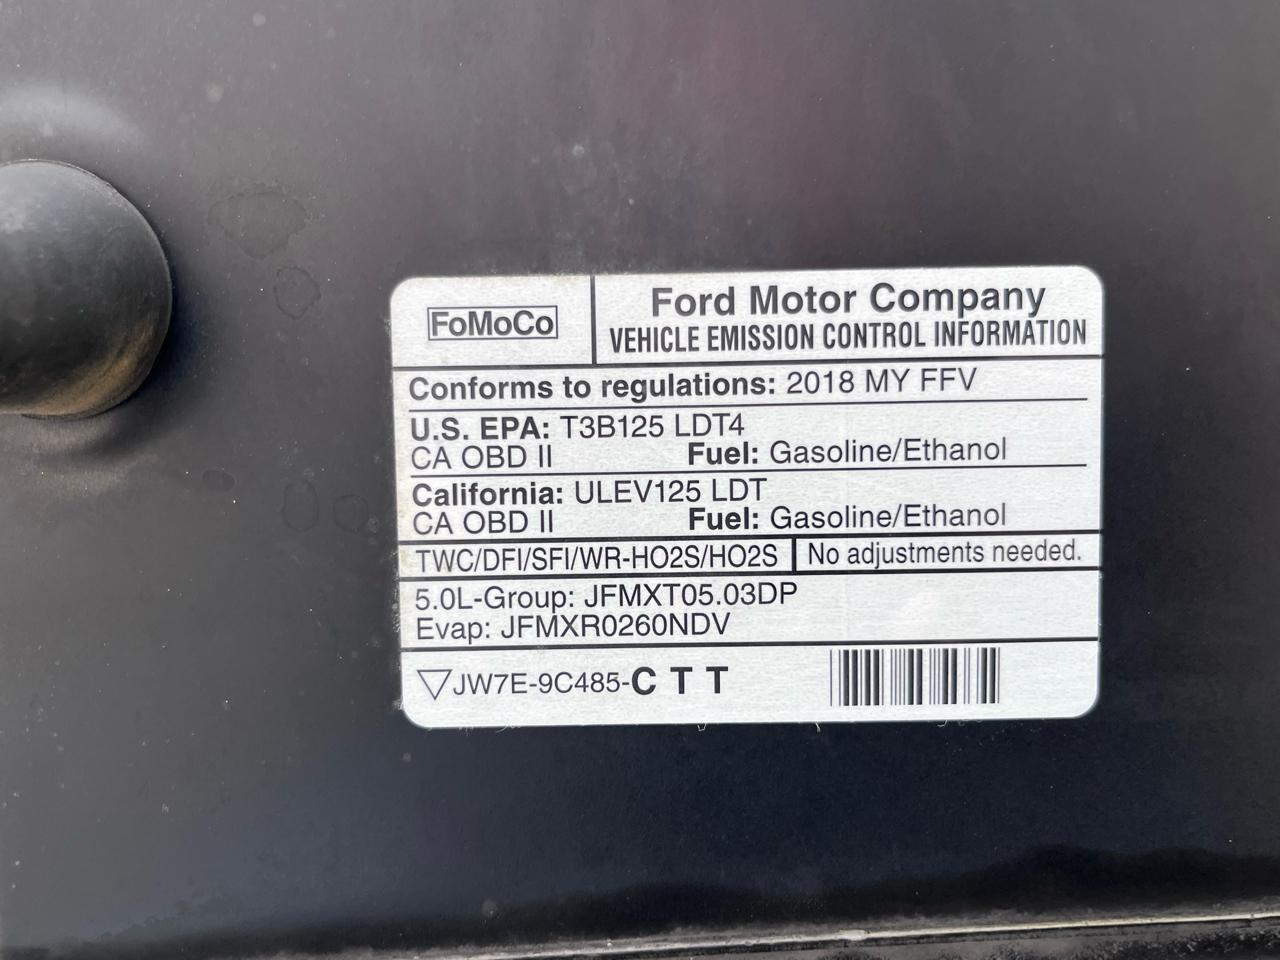 FoMoCo
Ford Motor Company
VEHICLE EMISSION CONTROL INFORMATION
Conforms to regulations: 2018 MY FFV
U.S. EPA: T3B125 LDT4
CA OBD II Fuel: Gasoline/Ethanol
California: ULEV125 LDT
CA OBD II Fuel: Gasoline/Ethanol
TWC/DFI/SFI/WR-HO2S/HO2S No adjustments needed.
5.0L-Group: JFMXT05.03DP
Evap: JFMXR0260NDV
JW7E-9C485-C T T